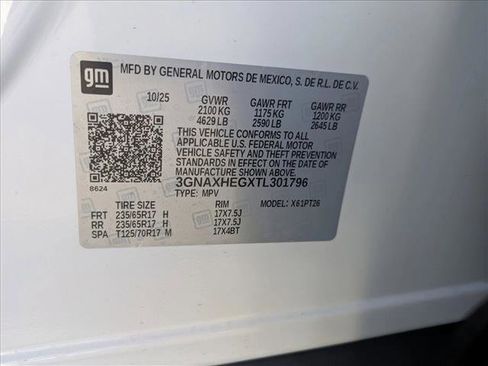 gm
MFD BY GENERAL MOTORS DE MEXICO, S. DE R.L. DE C.V.
10/25 GVWR GAWR FRT GAWR RR
2100 KG 1175 KG 1200 KG
4629 LB 2590 LB 2645 LB
THIS VEHICLE CONFORMS TO ALL
APPLICABLE U.S. FEDERAL MOTOR
VEHICLE SAFETY AND THEFT PREVENTION
STANDARDS IN EFFECT ON THE DATE OF
MANUFACTURE SHOWN ABOVE.
8624 3GNAXHEGXTL301796
TYPE: MPV MODEL: X61PT26
TIRE SIZE RIM
FRT 235/65R17 H 17X7.5J
RR 235/65R17 H 17X7.5J
SPA T125/70R17 M 17X4BT